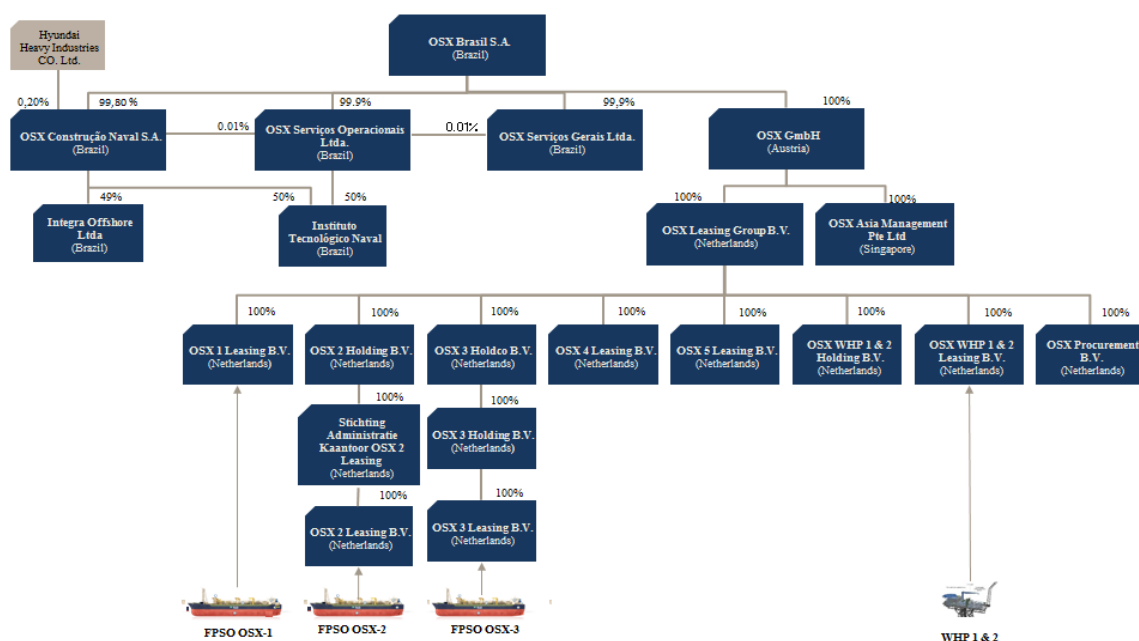 Hyundai
Heavy Industries
CO. Ltd.
OSX Brasil S.A.
(Brazil)
0,20%
99,80 %
99.9%
99,9%
100%
OSX Construção Naval S.A.
(Brazil)
0.01%
OSX Serviços Operacionais
Ltda.
(Brazil)
0.01%
OSX Serviços Gerais Ltda.
(Brazil)
OSX GmbH
(Austria)
49%
50%
50%
100%
100%
Integra Offshore
Ltda
(Brazil)
Instituto
Tecnológico Naval
(Brazil)
OSX Leasing Group B.V.
(Netherlands)
OSX Asia Management
Pte Ltd
(Singapore)
100%
100%
100%
100%
100%
100%
100%
100%
OSX 1 Leasing B.V.
(Netherlands)
OSX 2 Holding B.V.
(Netherlands)
OSX 3 Holdco B.V.
(Netherlands)
OSX 4 Leasing B.V.
(Netherlands)
OSX 5 Leasing B.V.
(Netherlands)
OSX WHP 1 & 2
Holding B.V.
(Netherlands)
OSX WHP 1 & 2
Leasing B.V.
(Netherlands)
OSX Procurement
B.V.
(Netherlands)
100%
100%
Stichting
Administratie
Kaantoor OSX 2
Leasing
(Netherlands)
OSX 3 Holding B.V.
(Netherlands)
100%
100%
OSX 2 Leasing B.V.
(Netherlands)
OSX 3 Leasing B.V.
(Netherlands)
FPSO OSX-1
FPSO OSX-2
FPSO OSX-3
WHP 1 & 2